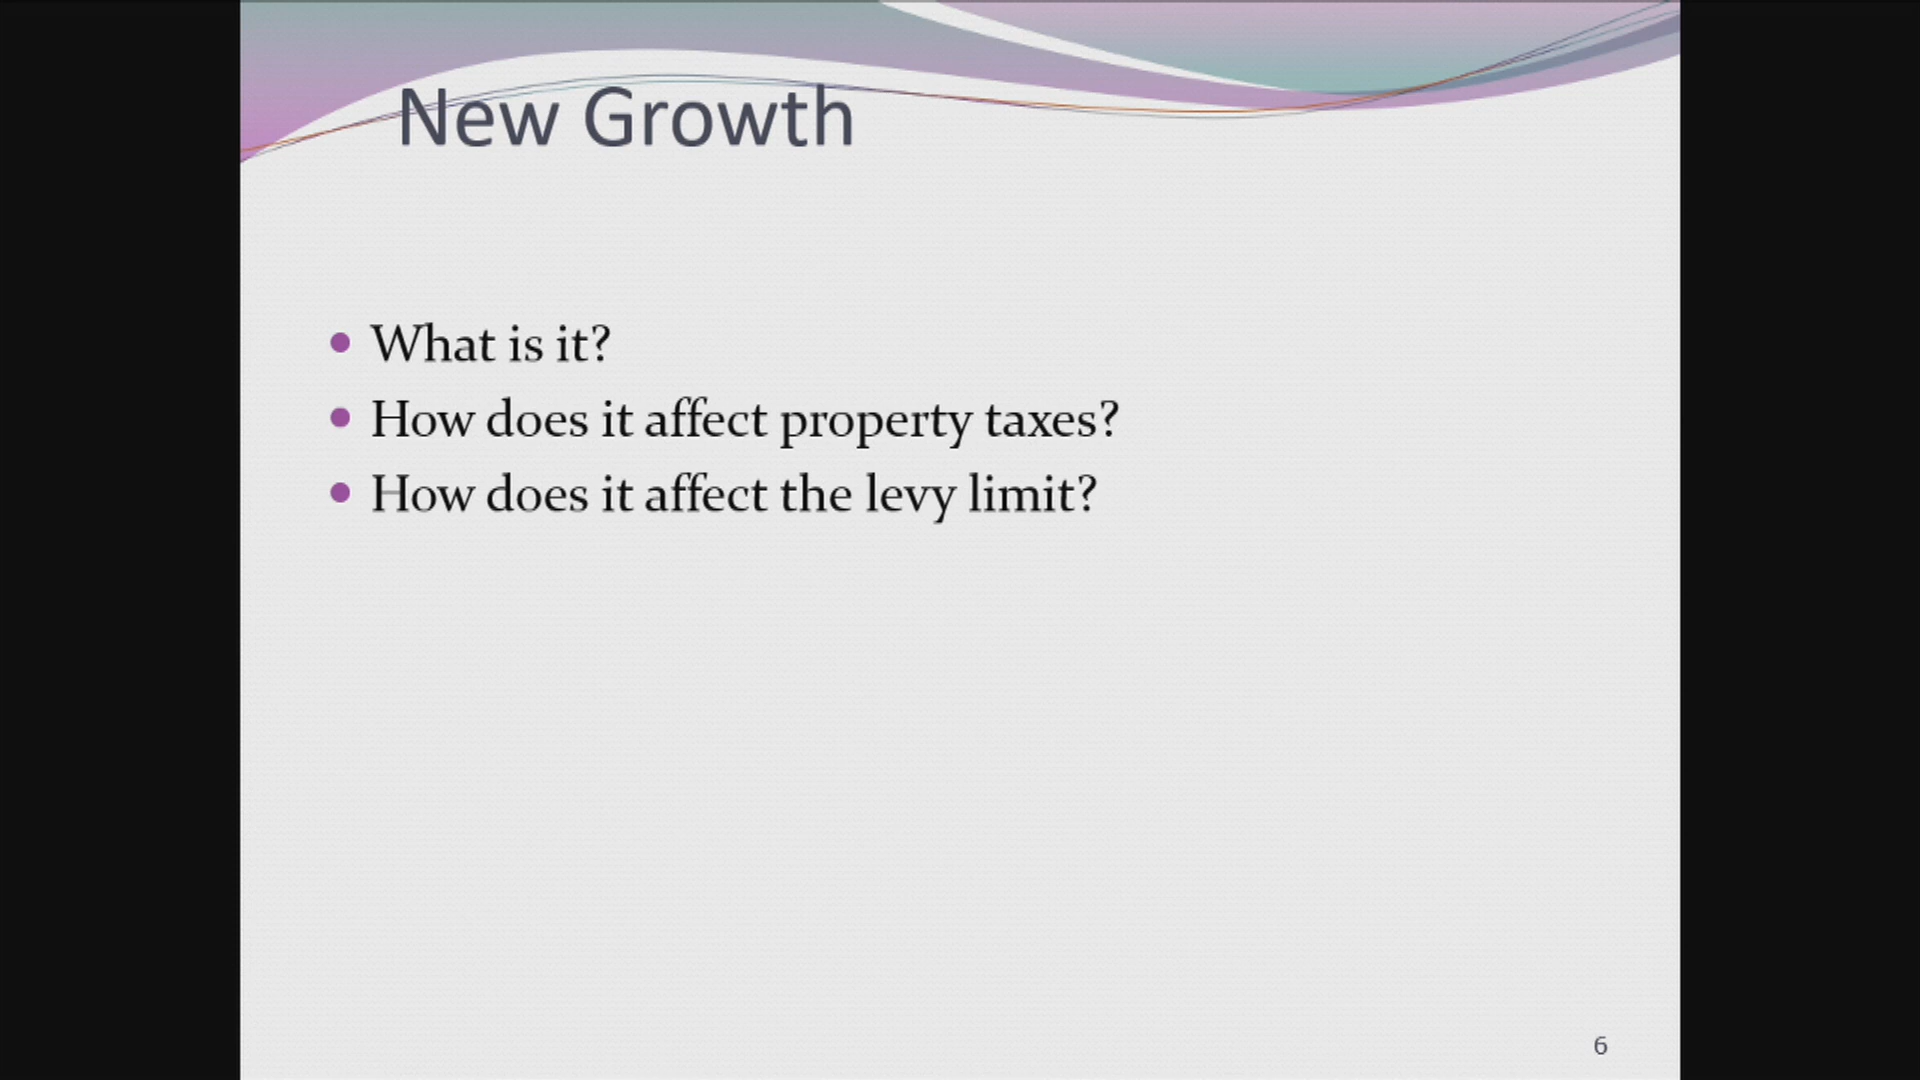 New Growth
What is it?
How does it affect property taxes?
How does it affect the levy limit?
6